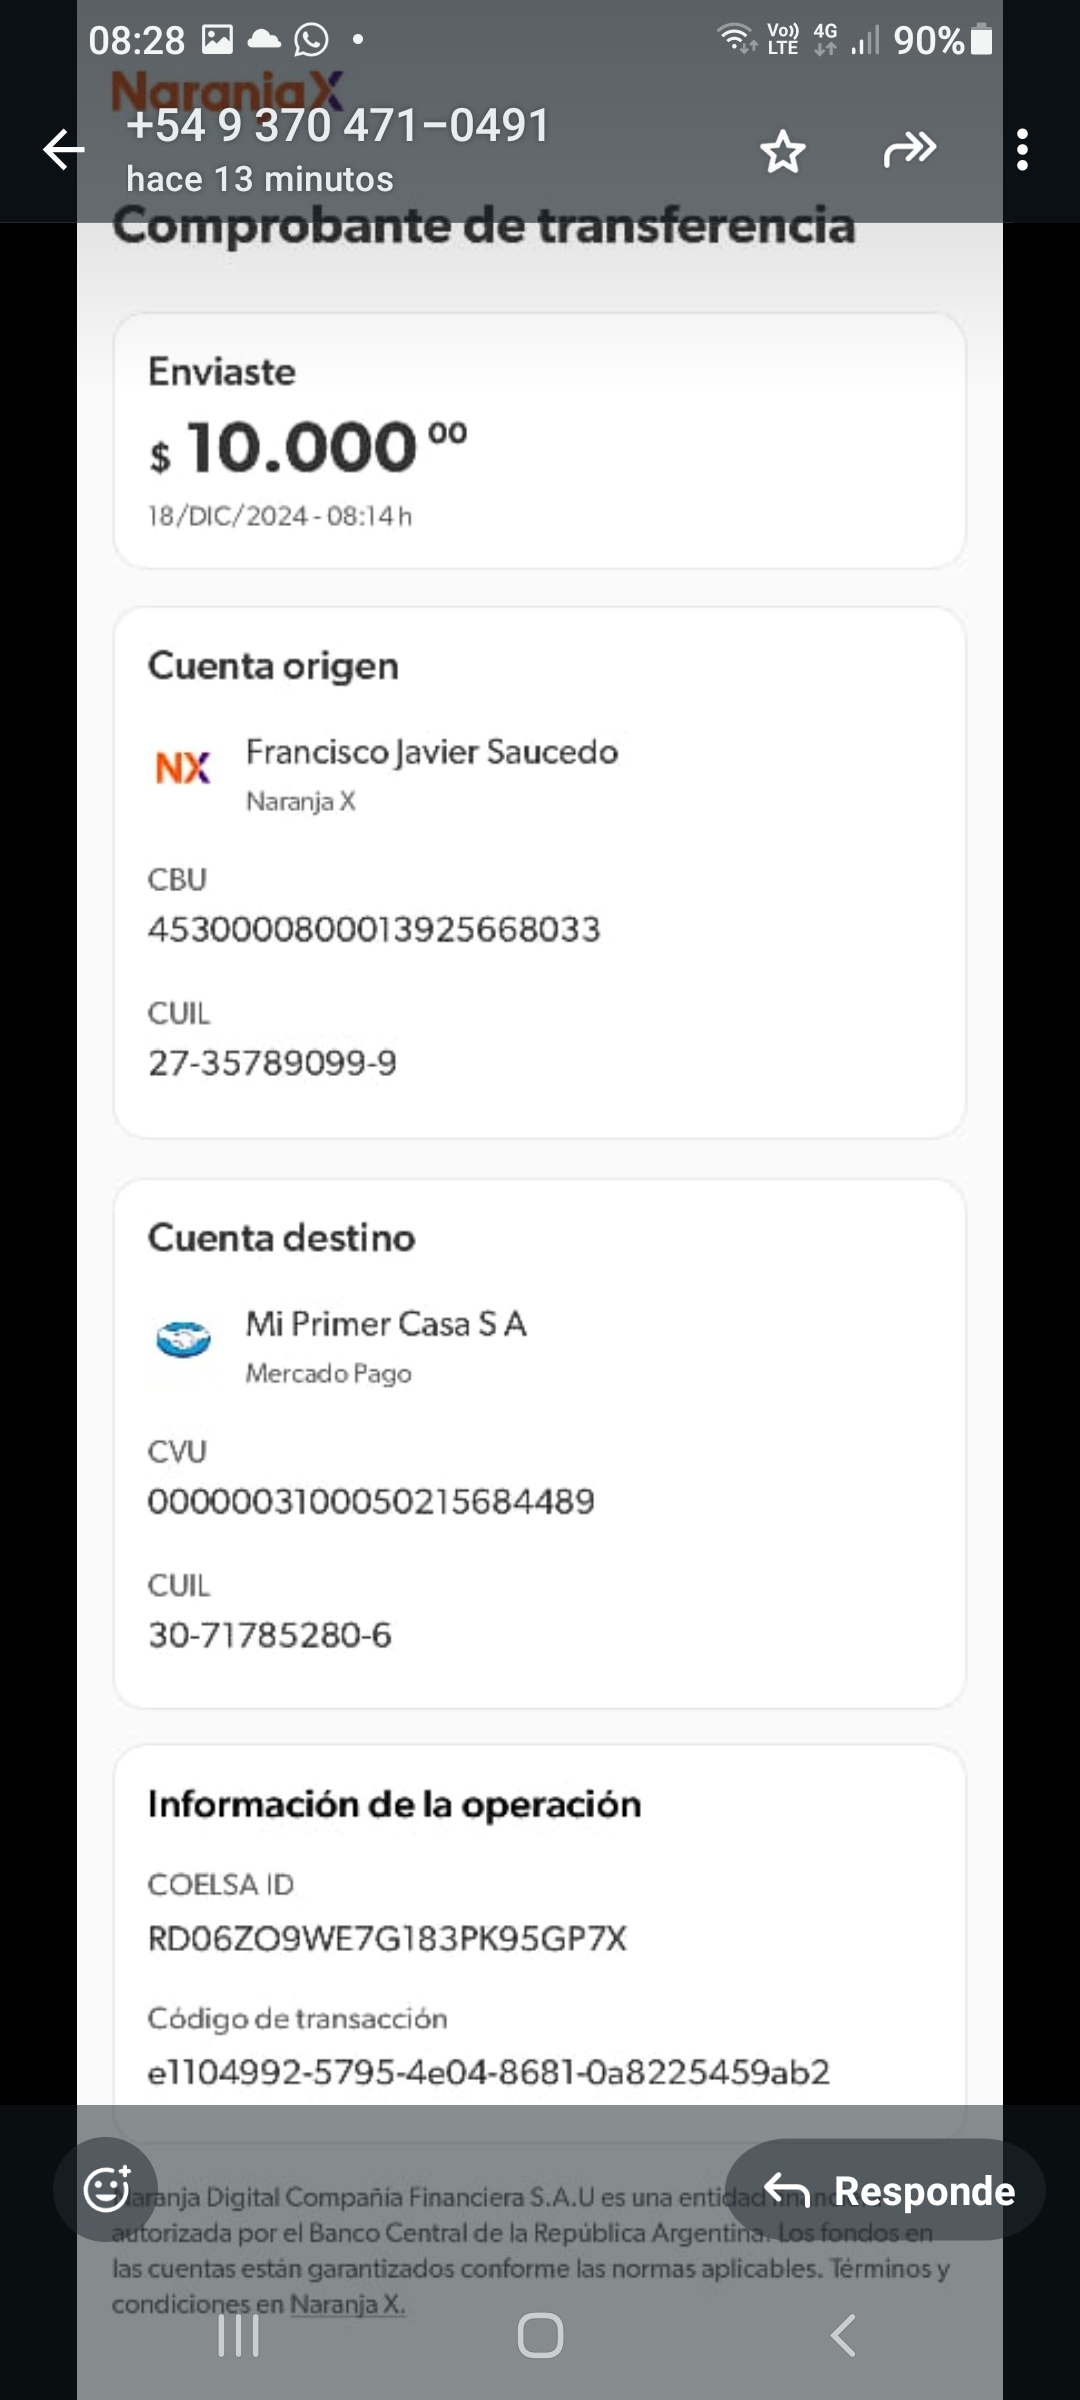 08:28 Vo)) LTE 4G 90%
NaranjaX
+54 9 370 471-0491
hace 13 minutos
Comprobante de transferencia
Enviaste
$ 10.000 00
18/DIC/2024 - 08:14 h
Cuenta origen
NX Francisco Javier Saucedo
Naranja X
CBU
4530000800013925668033
CUIL
27-35789099-9
Cuenta destino
Mi Primer Casa S A
Mercado Pago
CVU
0000003100050215684489
CUIL
30-71785280-6
Información de la operación
COELSA ID
RD06ZO9WE7G183PK95GP7X
Código de transacción
e1104992-5795-4e04-8681-0a8225459ab2
Responde
Naranja Digital Compañía Financiera S.A.U es una entidad
autorizada por el Banco Central de la República Argentina. Los fondos en
las cuentas están garantizados conforme las normas aplicables. Términos y
condiciones en Naranja X.